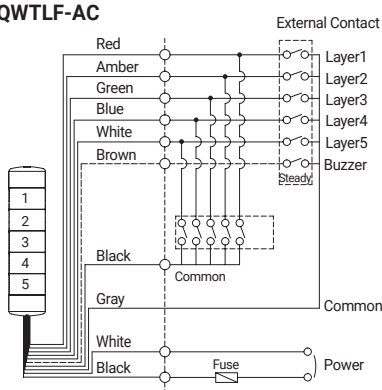 QWTLF-AC
External Contact
Red
Layer1
Amber
Layer2
Green
Layer3
Blue
Layer4
White
Layer5
Brown
Buzzer
Steady
1
2
3
4
5
Black
Common
Gray
Common
White
Fuse
Power
Black